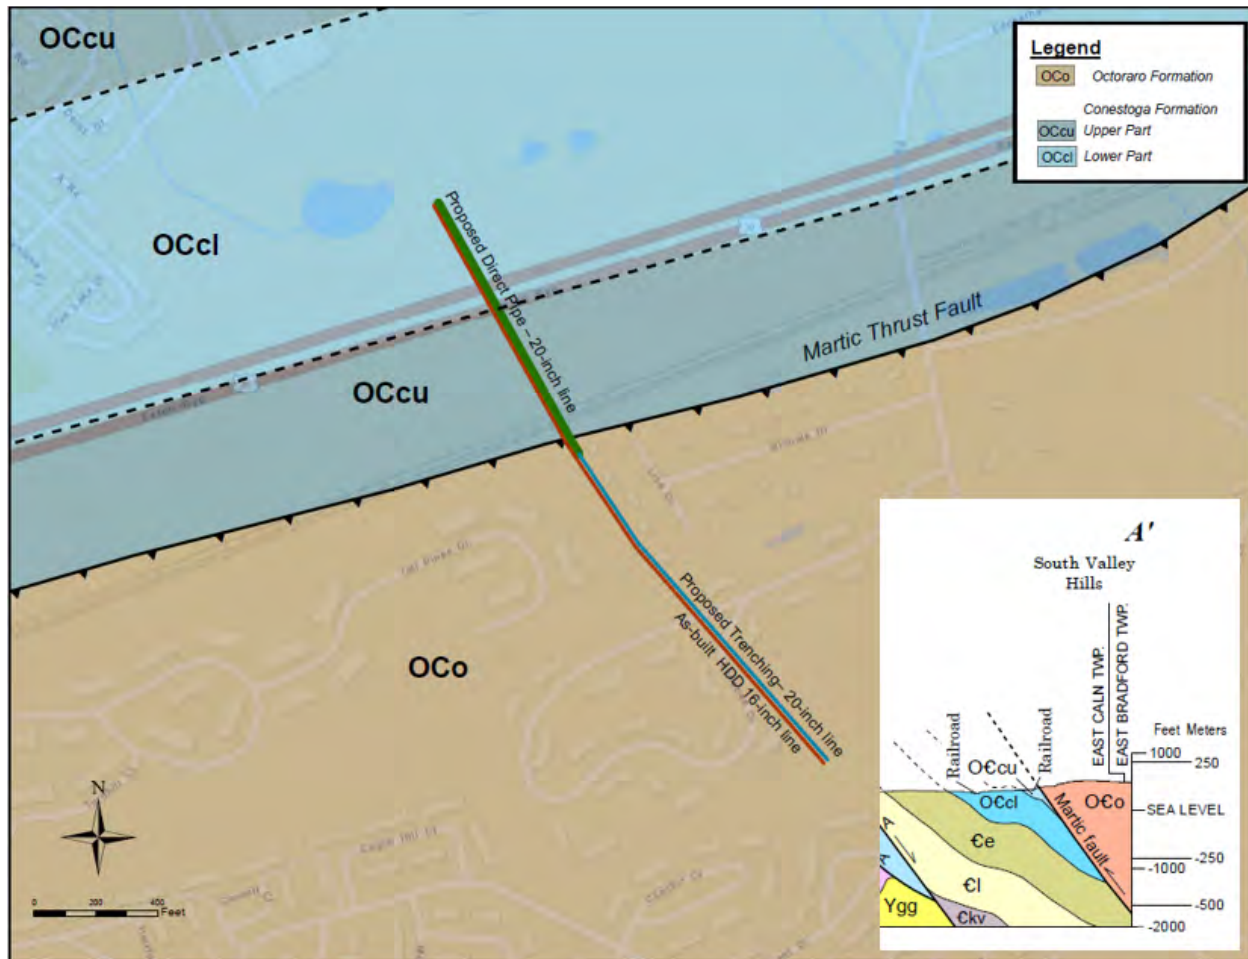 OCcu
Legend
OCo Octoraro Formation
Conestoga Formation
OCcu Upper Part
OCcl Lower Part
OCcl
Proposed Direct Pipe – 20-inch line
Martic Thrust Fault
OCcu
OCo
Proposed Trenching– 20-inch line
As-built HDD 16-inch line
N
0 200 400
Feet
A'
South Valley
Hills
EAST CALN TWP.
EAST BRADFORD TWP.
Railroad
Railroad
Feet Meters
1000
250
O€cu
O€cl
O€o
SEA LEVEL
Martic fault
€e
-250
-1000
A
A
€l
-500
Ygg
€kv
-2000